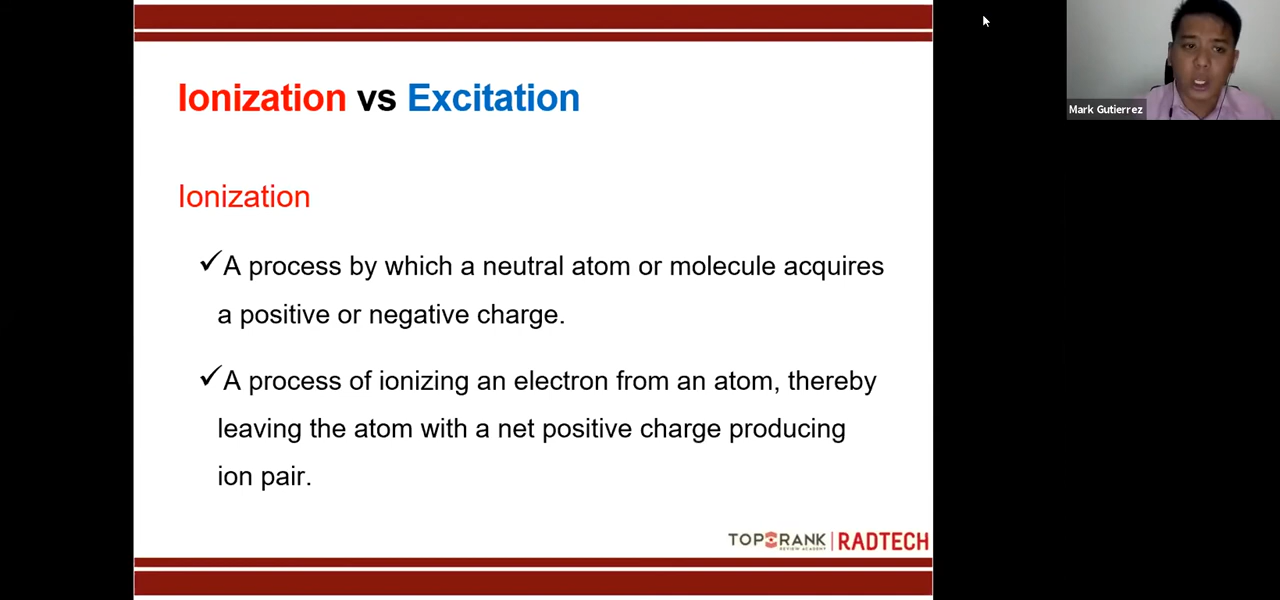 Ionization vs Excitation
Ionization
✓A process by which a neutral atom or molecule acquires
a positive or negative charge.
✓A process of ionizing an electron from an atom, thereby
leaving the atom with a net positive charge producing
ion pair.
TOPRANK | RADTECH
REVIEW ACADEMY
Mark Gutierrez